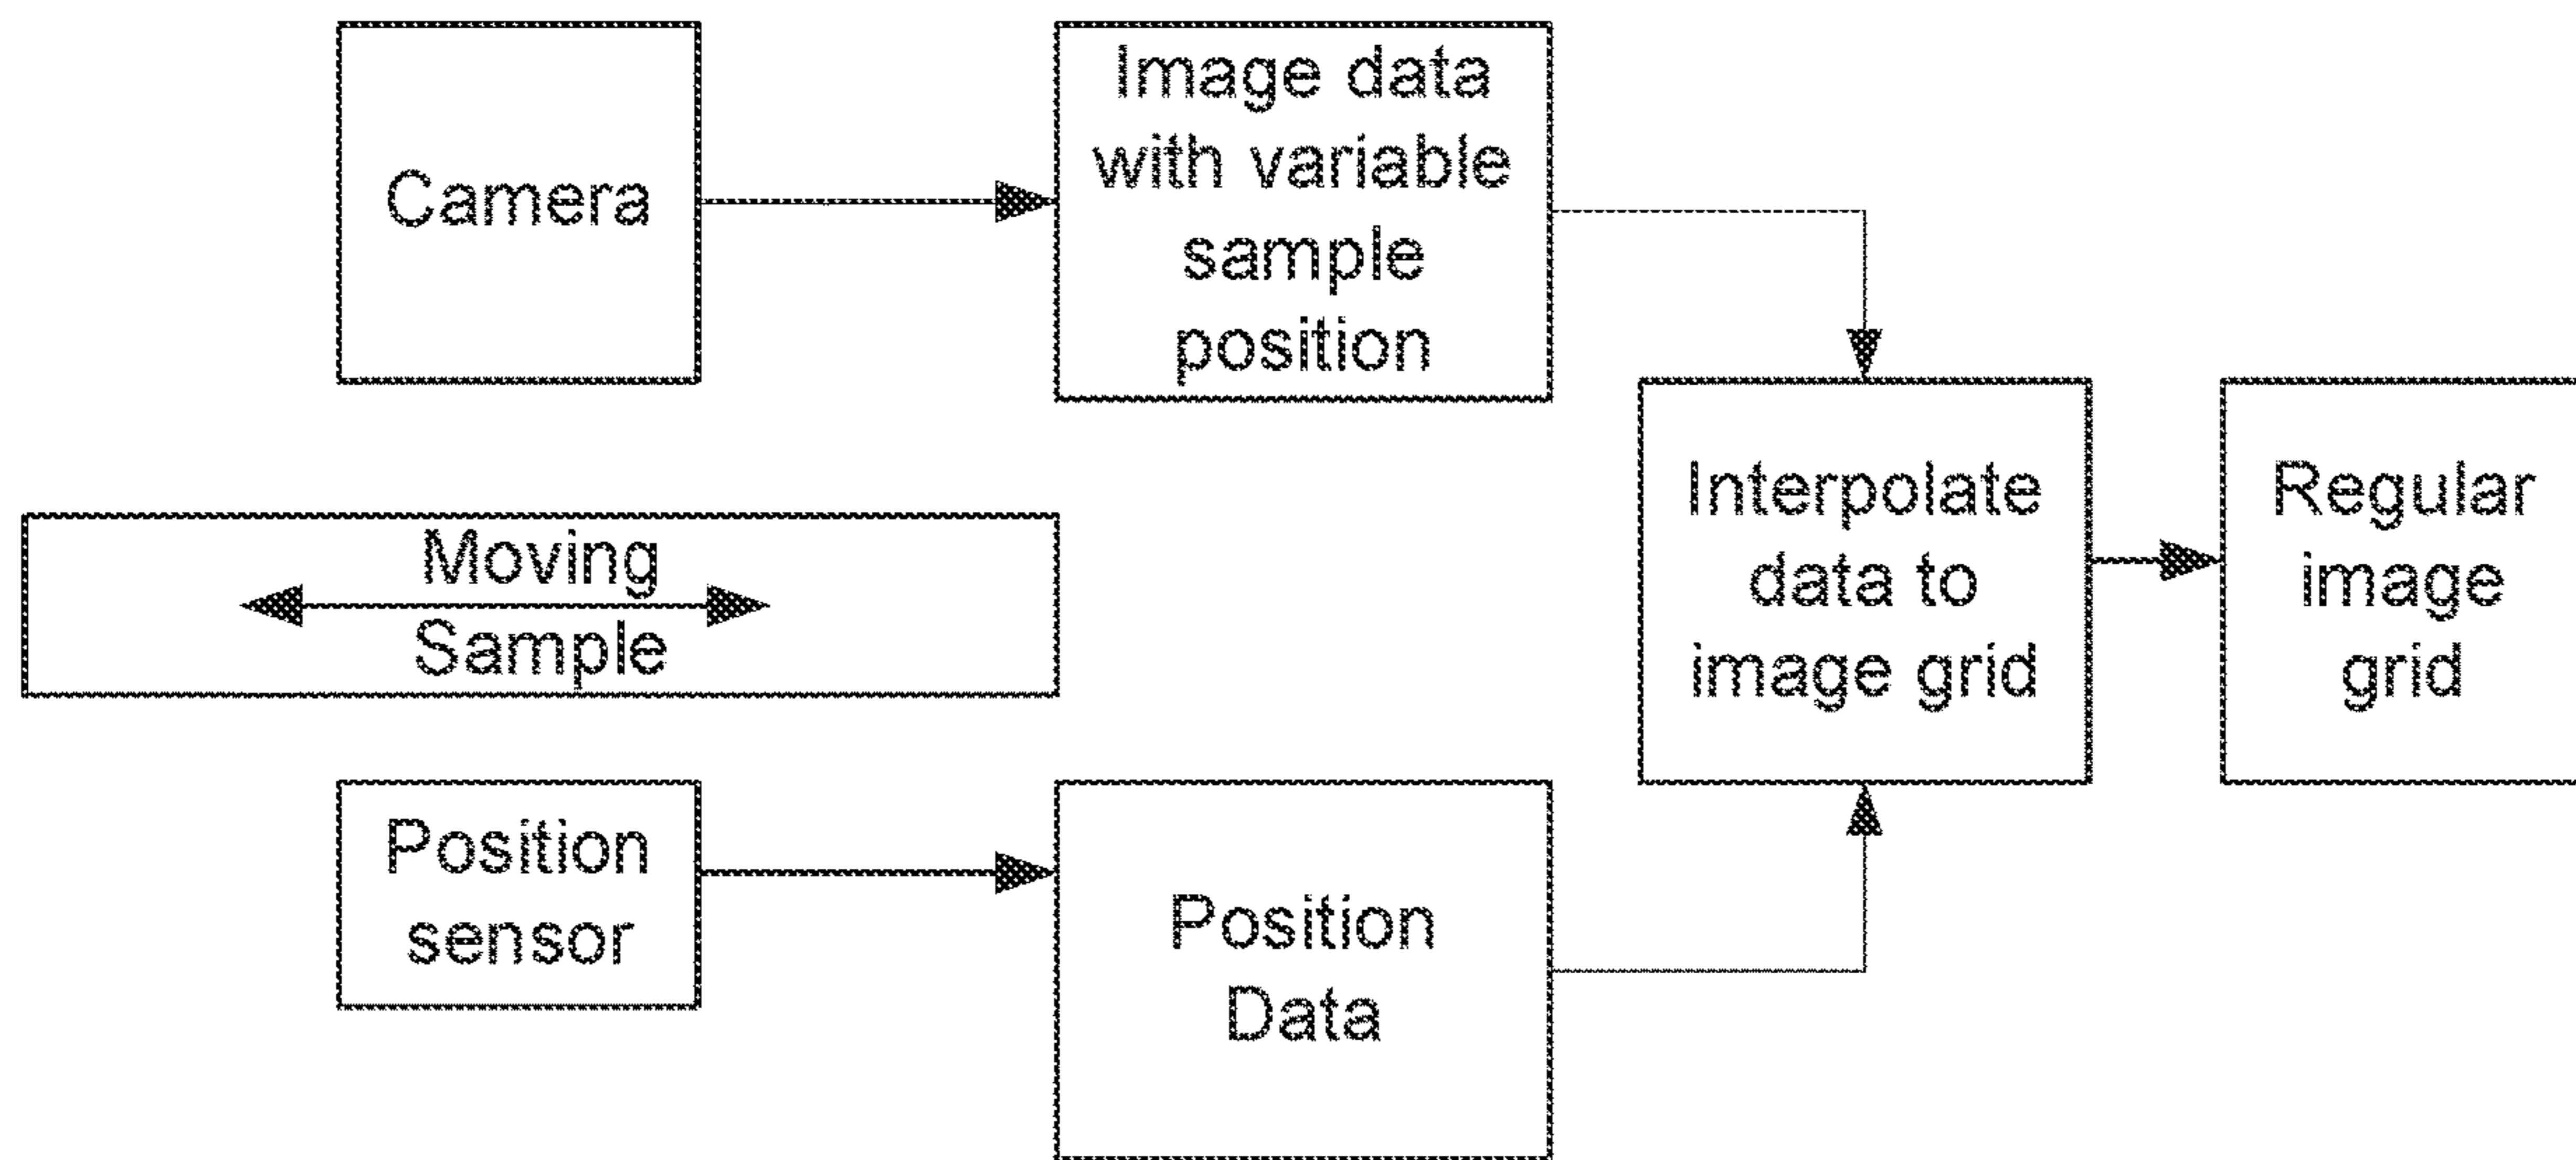 Camera
Image data
with variable
sample
position
Moving
Sample
Interpolate
data to
image grid
Regular
image
grid
Position
sensor
Position
Data